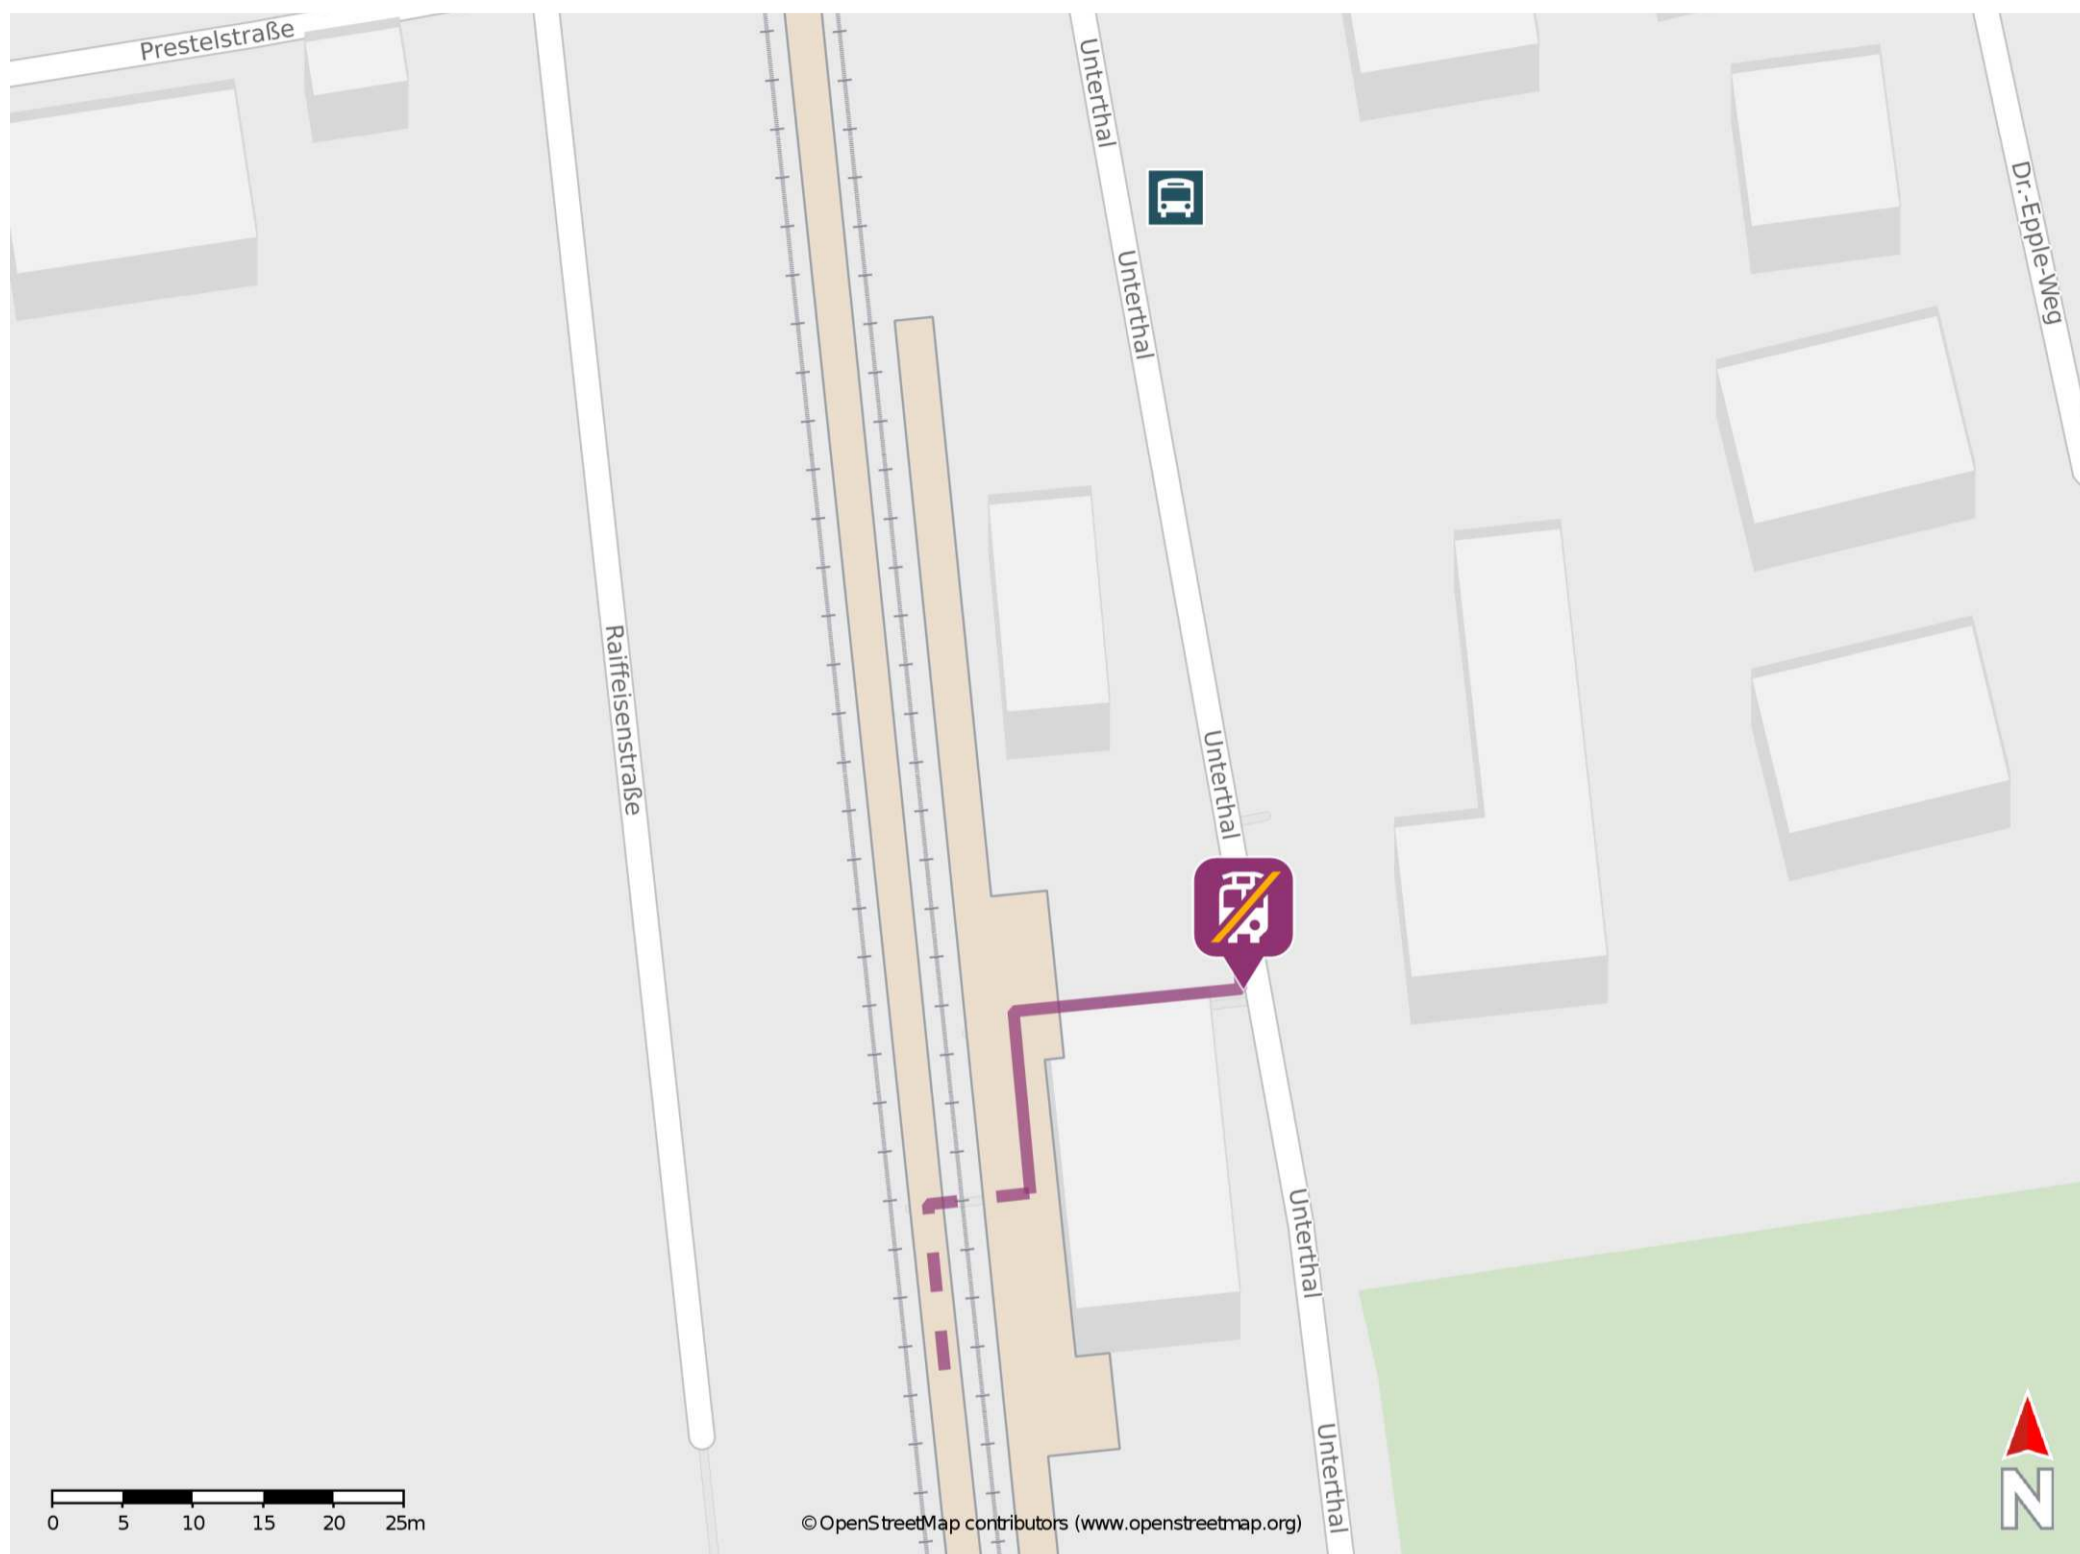 Prestelstraße
Unterthal
Dr.-Epple-Weg
Unterthal
Raiffeisenstraße
Unterthal
Unterthal
Unterthal
0 5 10 15 20 25m
©OpenStreetMap contributors (www.openstreetmap.org)
N